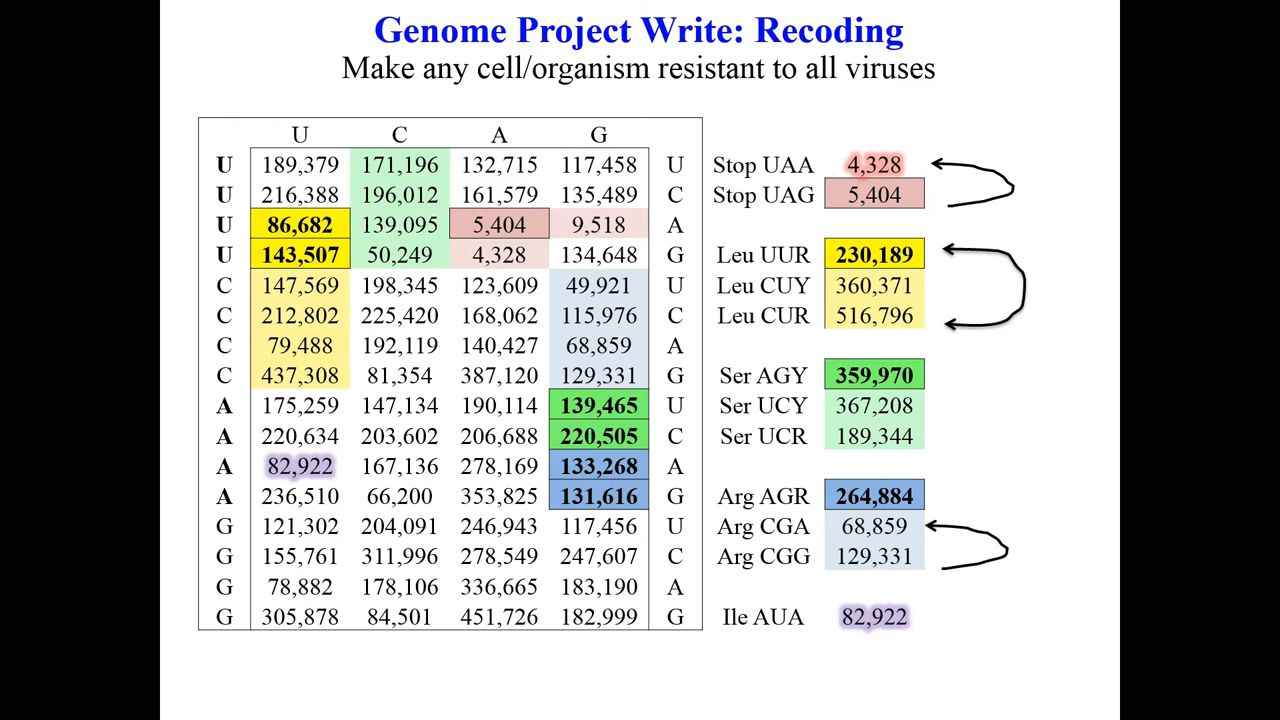 Genome Project Write: Recoding
Make any cell/organism resistant to all viruses
U C A G
U 189,379 171,196 132,715 117,458 U Stop UAA 4,328
U 216,388 196,012 161,579 135,489 C Stop UAG 5,404
U 86,682 139,095 5,404 9,518 A
U 143,507 50,249 4,328 134,648 G Leu UUR 230,189
C 147,569 198,345 123,609 49,921 U Leu CUY 360,371
C 212,802 225,420 168,062 115,976 C Leu CUR 516,796
C 79,488 192,119 140,427 68,859 A
C 437,308 81,354 387,120 129,331 G Ser AGY 359,970
A 175,259 147,134 190,114 139,465 U Ser UCY 367,208
A 220,634 203,602 206,688 220,505 C Ser UCR 189,344
A 82,922 167,136 278,169 133,268 A
A 236,510 66,200 353,825 131,616 G Arg AGR 264,884
G 121,302 204,091 246,943 117,456 U Arg CGA 68,859
G 155,761 311,996 278,549 247,607 C Arg CGG 129,331
G 78,882 178,106 336,665 183,190 A
G 305,878 84,501 451,726 182,999 G Ile AUA 82,922